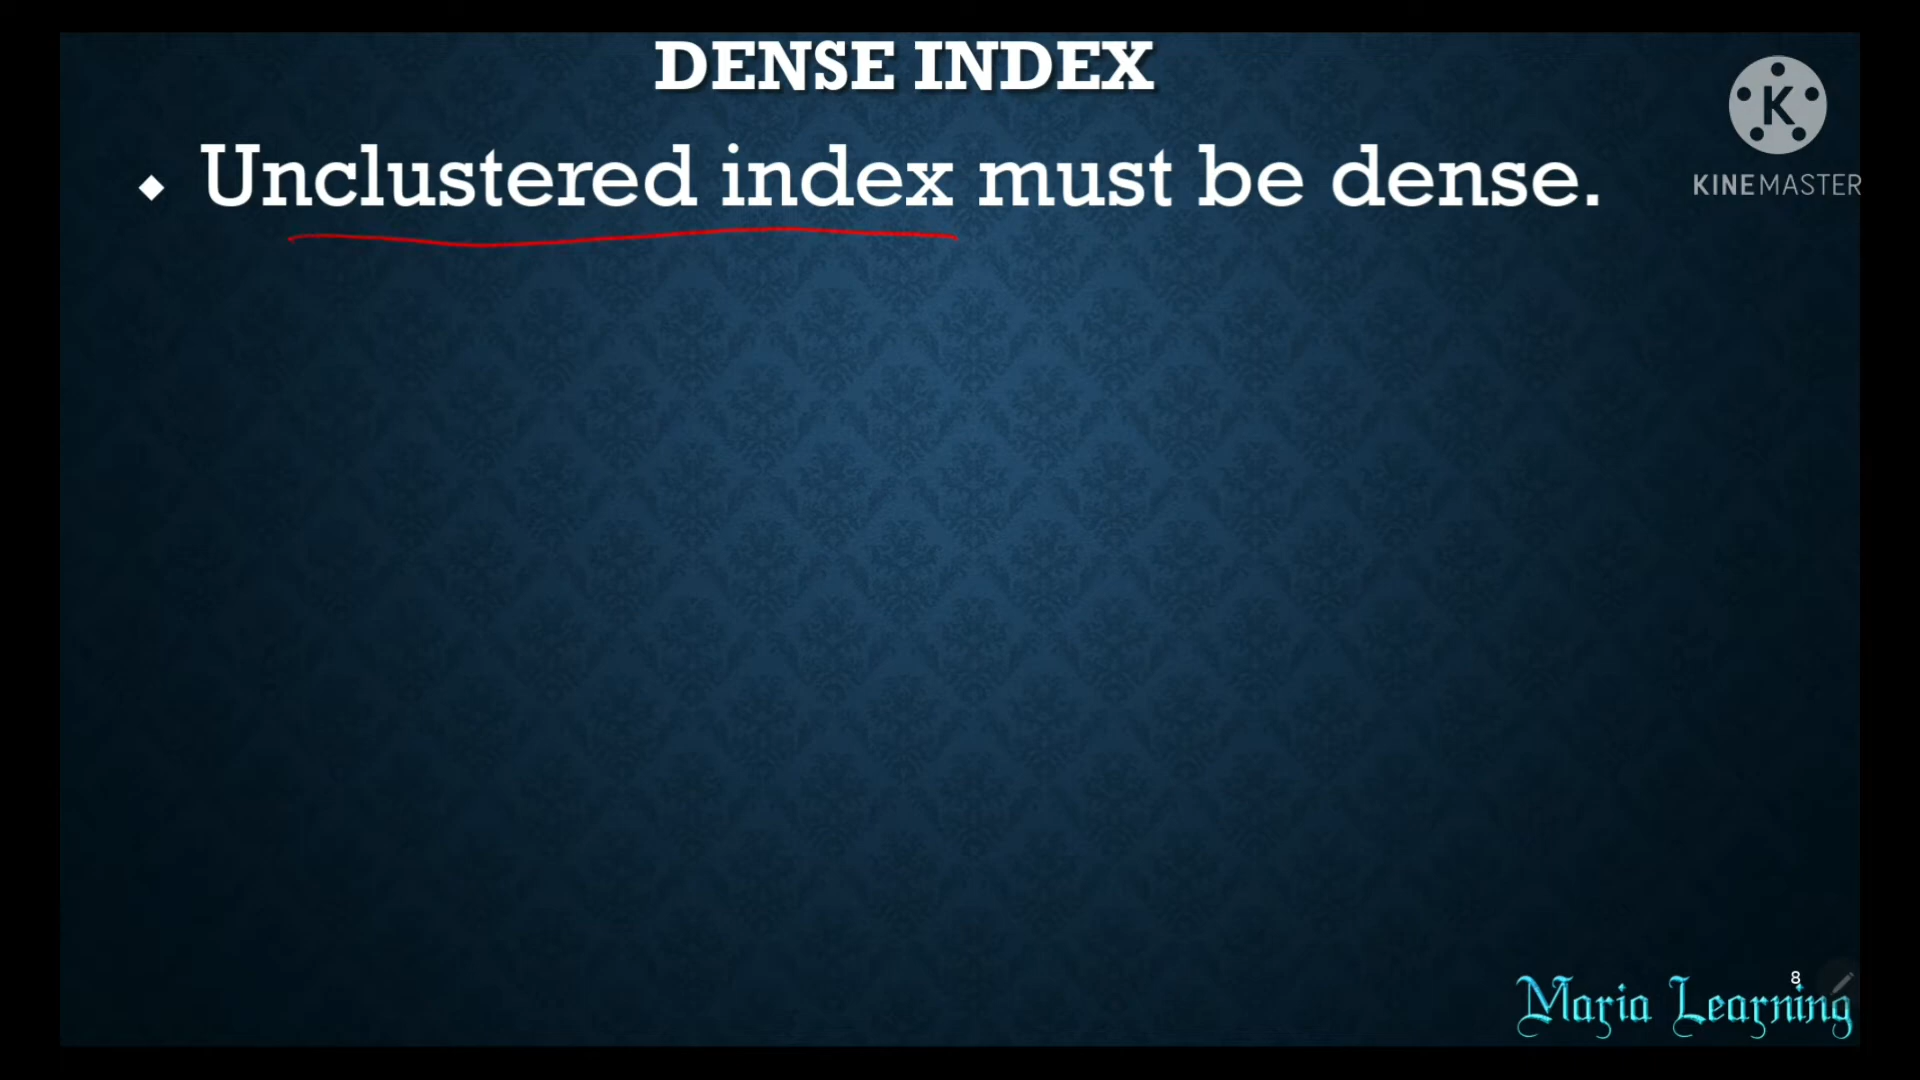 DENSE INDEX
◆ Unclustered index must be dense.
K
KINEMASTER
8
Maria Learning